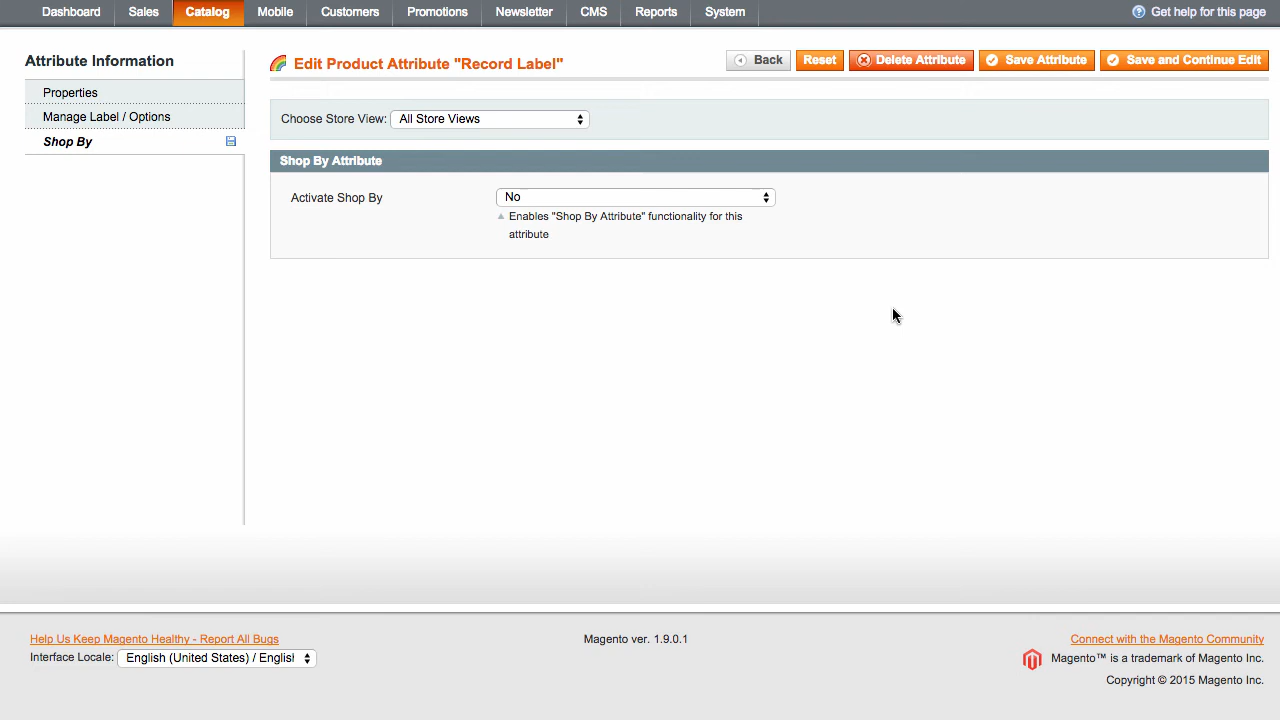 Dashboard Sales Catalog Mobile Customers Promotions Newsletter CMS Reports System Get help for this page
Attribute Information
Properties
Manage Label / Options
Shop By
Edit Product Attribute "Record Label"
Back Reset Delete Attribute Save Attribute Save and Continue Edit
Choose Store View: All Store Views
Shop By Attribute
Activate Shop By No
Enables "Shop By Attribute" functionality for this
attribute
Help Us Keep Magento Healthy - Report All Bugs
Interface Locale: English (United States) / Englisl
Magento ver. 1.9.0.1
Connect with the Magento Community
Magento™ is a trademark of Magento Inc.
Copyright © 2015 Magento Inc.